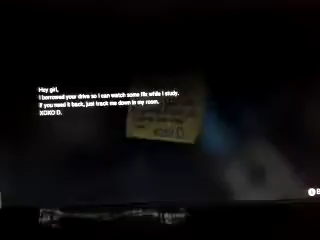 Hey girl,
I borrowed your drive so I can watch some flix while I study.
If you need it back, just track me down in my room.
XOXO D.
B